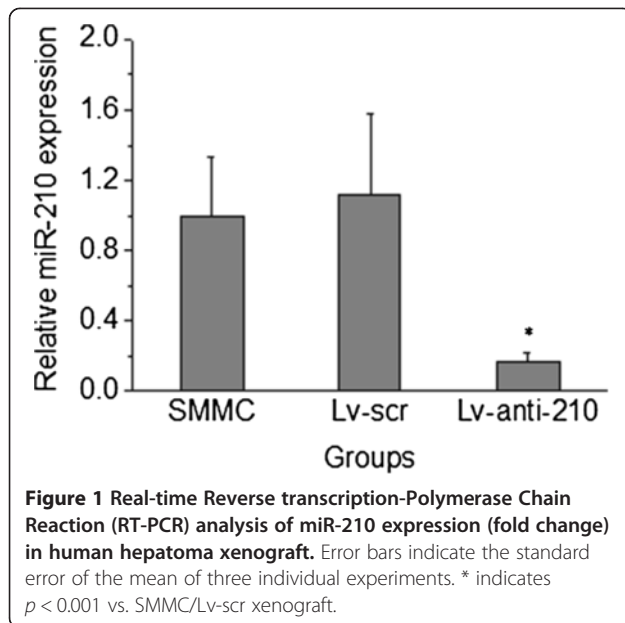 2.0
1.6
1.2
0.8
0.4
0.0
Relative miR-210 expression
*
SMMC Lv-scr Lv-anti-210
Groups
Figure 1 Real-time Reverse transcription-Polymerase Chain
Reaction (RT-PCR) analysis of miR-210 expression (fold change)
in human hepatoma xenograft. Error bars indicate the standard
error of the mean of three individual experiments. * indicates
p < 0.001 vs. SMMC/Lv-scr xenograft.